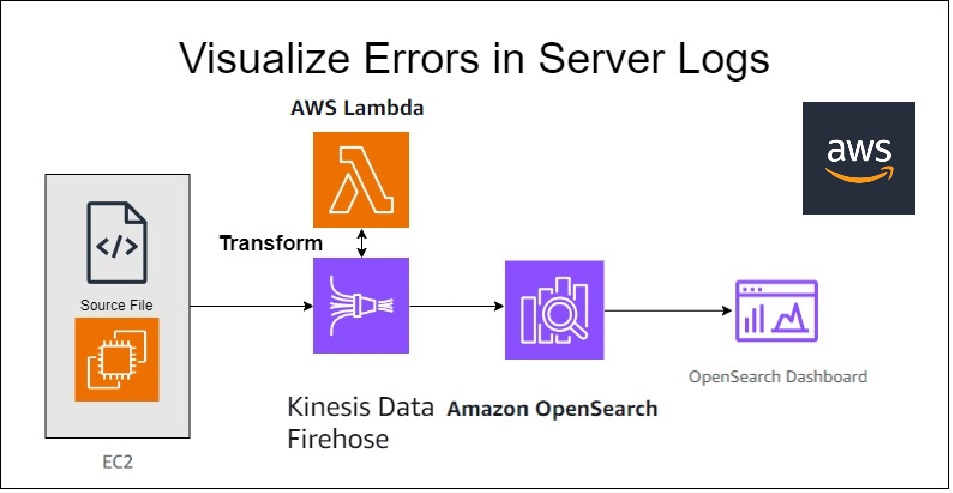 Visualize Errors in Server Logs
AWS Lambda
aws
Transform
</>
Source File
Kinesis Data
Firehose
Amazon OpenSearch
OpenSearch Dashboard
EC2